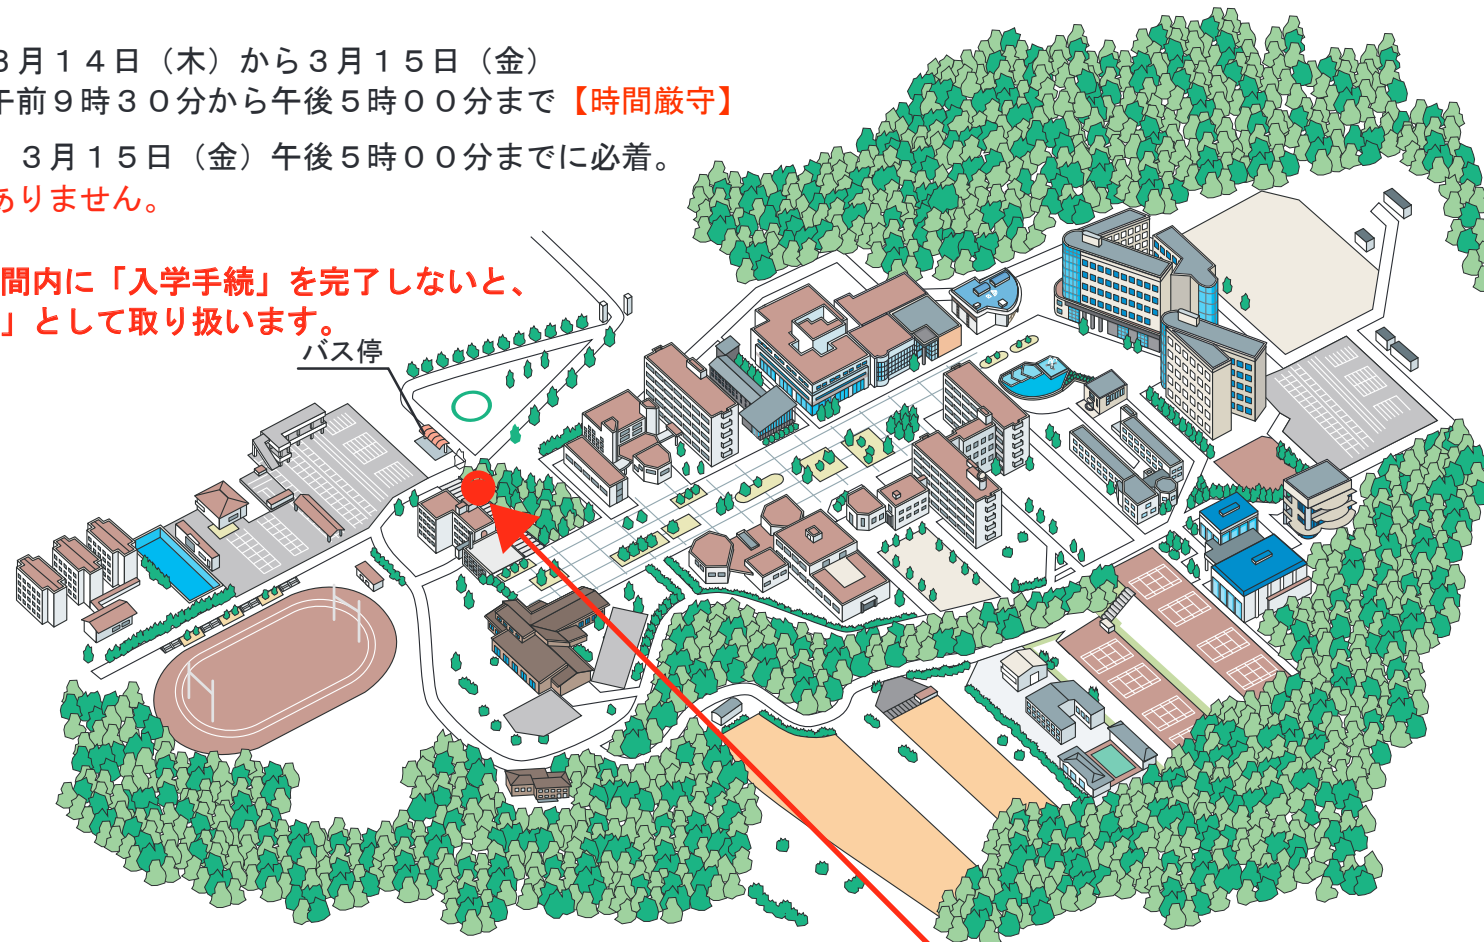 ３月１４日（木）から３月１５日（金）
午前９時３０分から午後５時００分まで【時間厳守】
３月１５日（金）午後５時００分までに必着。
ありません。
間内に「入学手続」を完了しないと、
」として取り扱います。
バス停